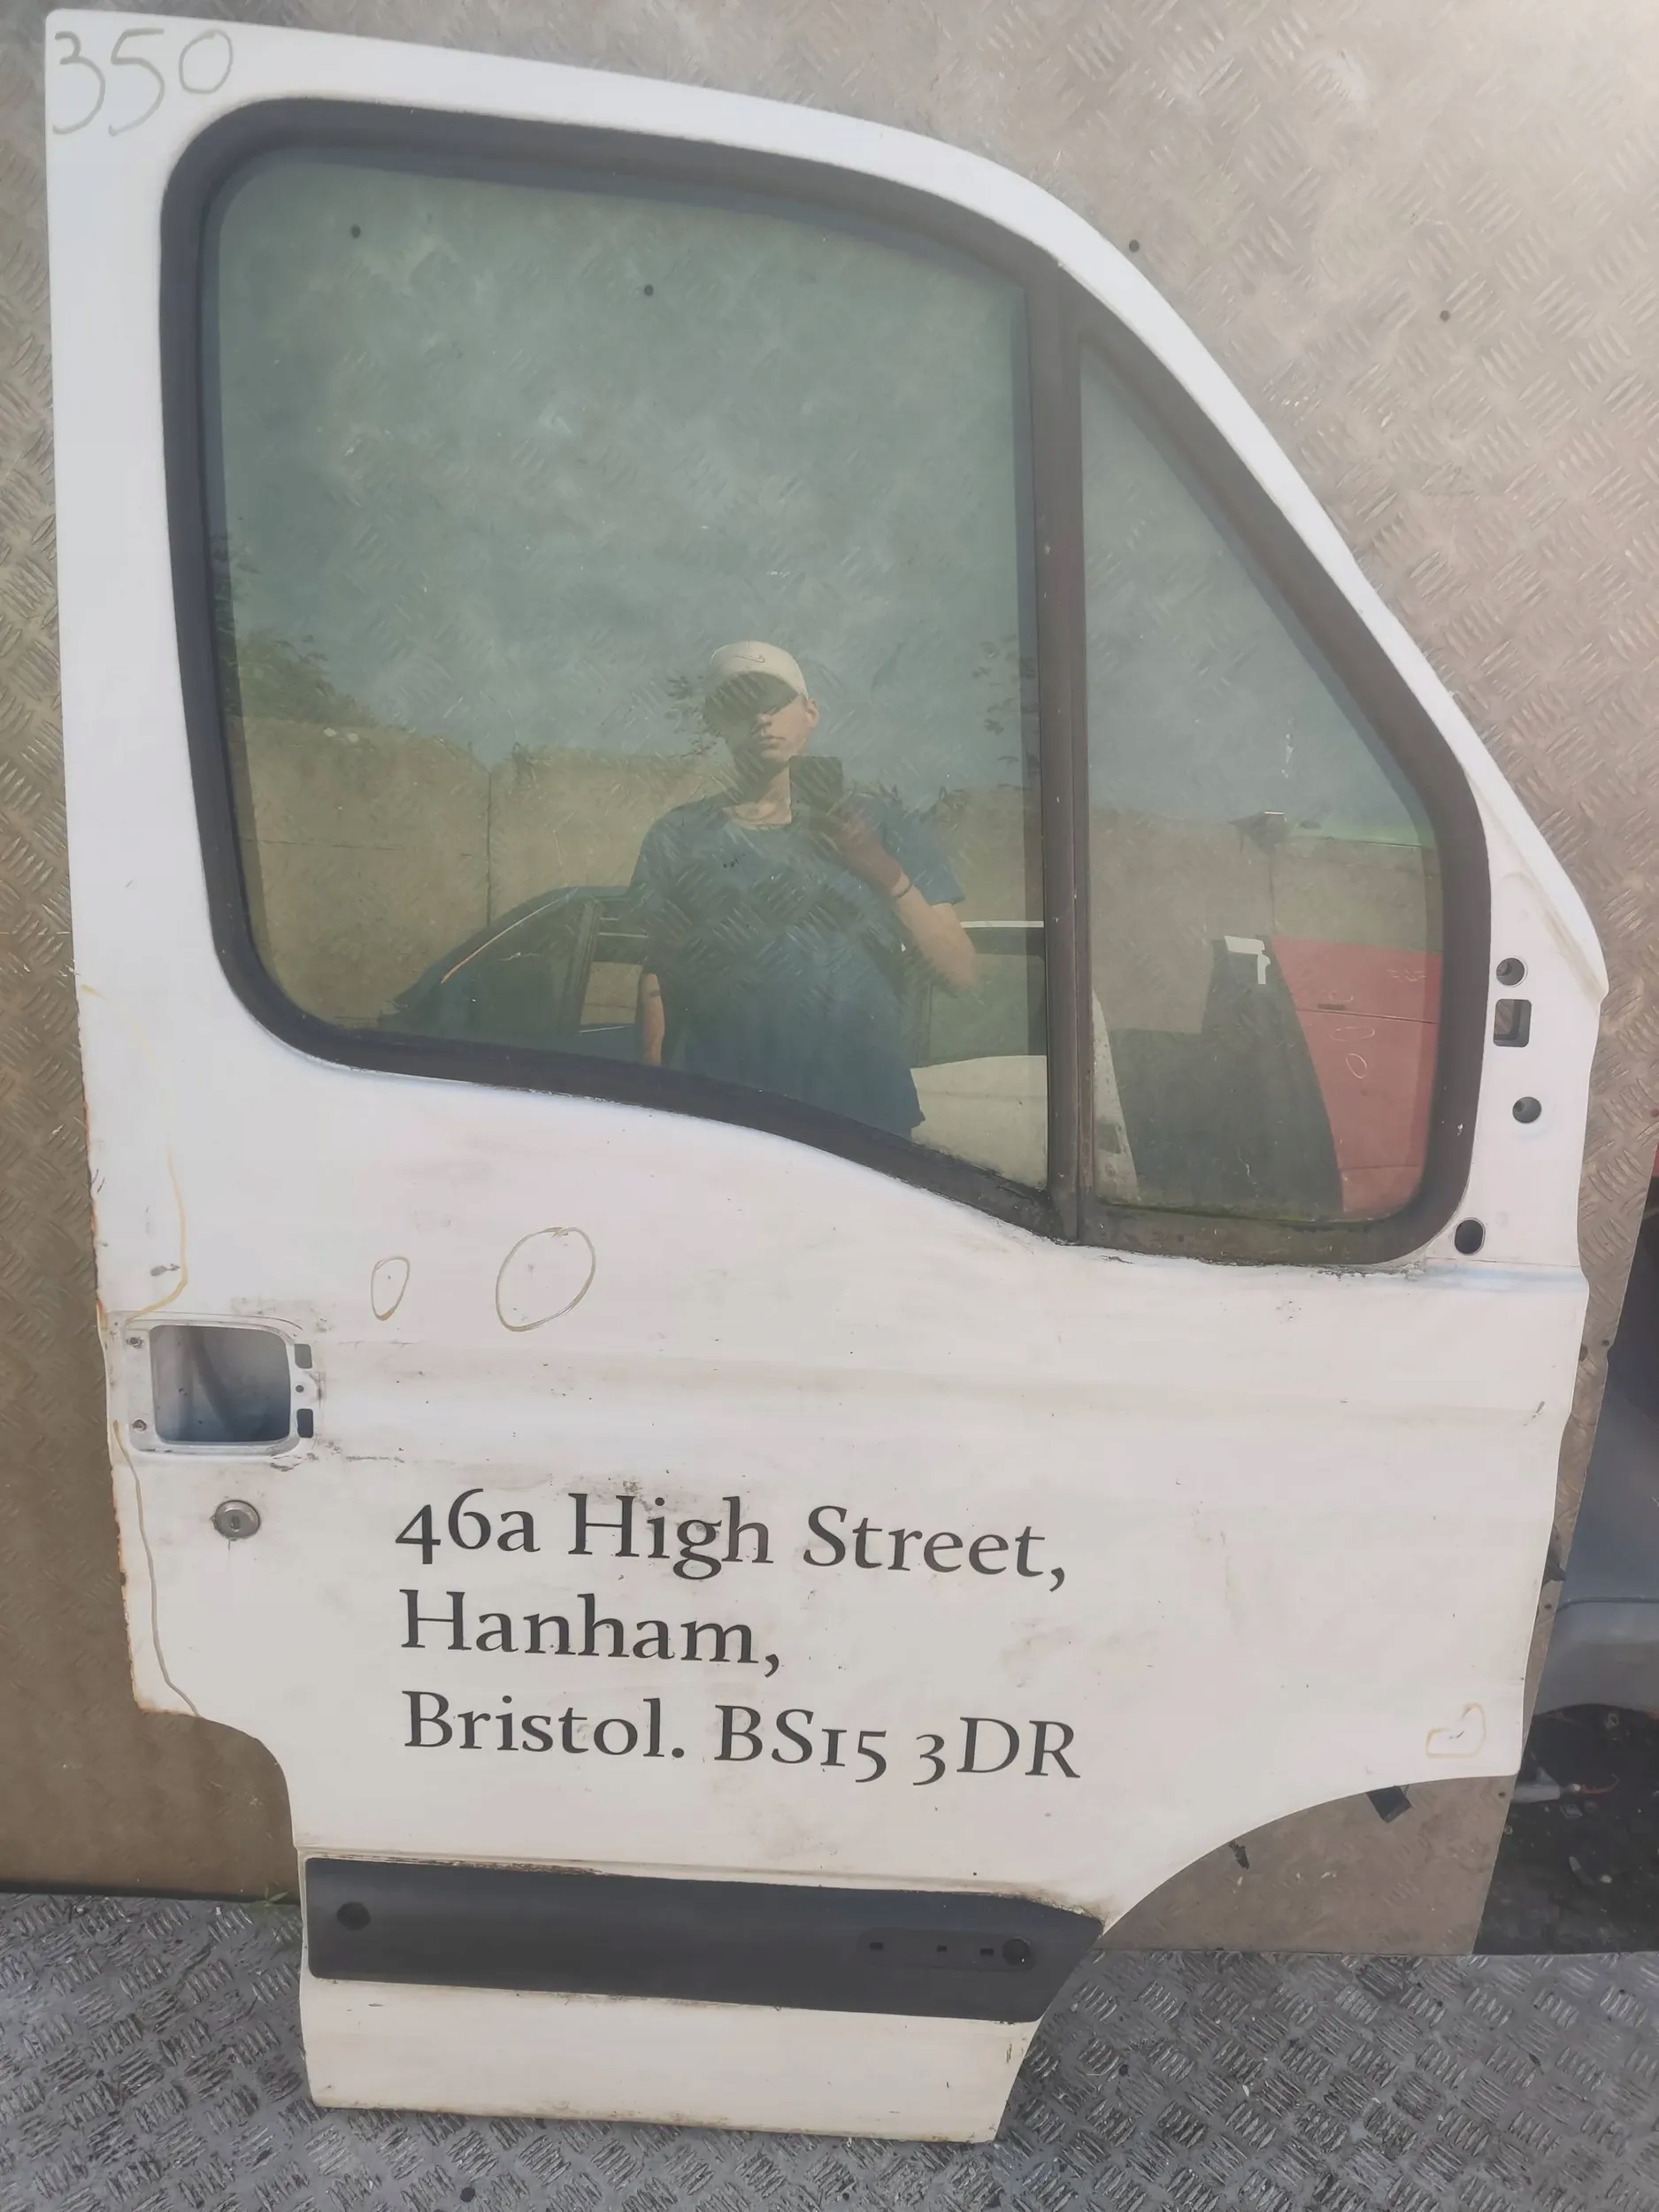 350
46a High Street,
Hanham,
Bristol. BS15 3DR